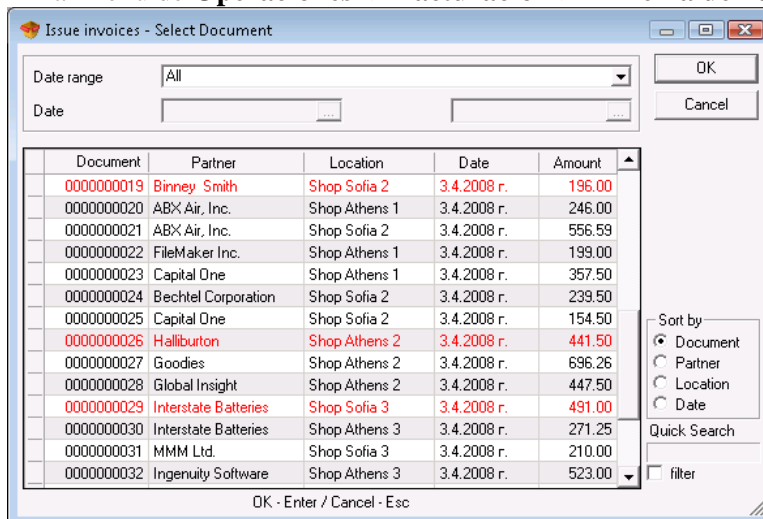 Issue invoices - Select Document
Date range All OK
Date ... ... Cancel
Document Partner Location Date Amount
0000000019 Binney Smith Shop Sofia 2 3.4.2008 г. 196.00
0000000020 ABX Air, Inc. Shop Athens 1 3.4.2008 г. 246.00
0000000021 ABX Air, Inc. Shop Sofia 2 3.4.2008 г. 556.59
0000000022 FileMaker Inc. Shop Athens 1 3.4.2008 г. 199.00
0000000023 Capital One Shop Athens 1 3.4.2008 г. 357.50
0000000024 Bechtel Corporation Shop Sofia 2 3.4.2008 г. 239.50
0000000025 Capital One Shop Sofia 2 3.4.2008 г. 154.50
0000000026 Halliburton Shop Athens 2 3.4.2008 г. 441.50
0000000027 Goodies Shop Athens 2 3.4.2008 г. 696.26
0000000028 Global Insight Shop Athens 2 3.4.2008 г. 447.50
0000000029 Interstate Batteries Shop Sofia 3 3.4.2008 г. 491.00
0000000030 Interstate Batteries Shop Athens 3 3.4.2008 г. 271.25
0000000031 MMM Ltd. Shop Sofia 3 3.4.2008 г. 210.00
0000000032 Ingenuity Software Shop Athens 3 3.4.2008 г. 523.00
Sort by
Document
Partner
Location
Date
Quick Search
filter
OK - Enter / Cancel - Esc